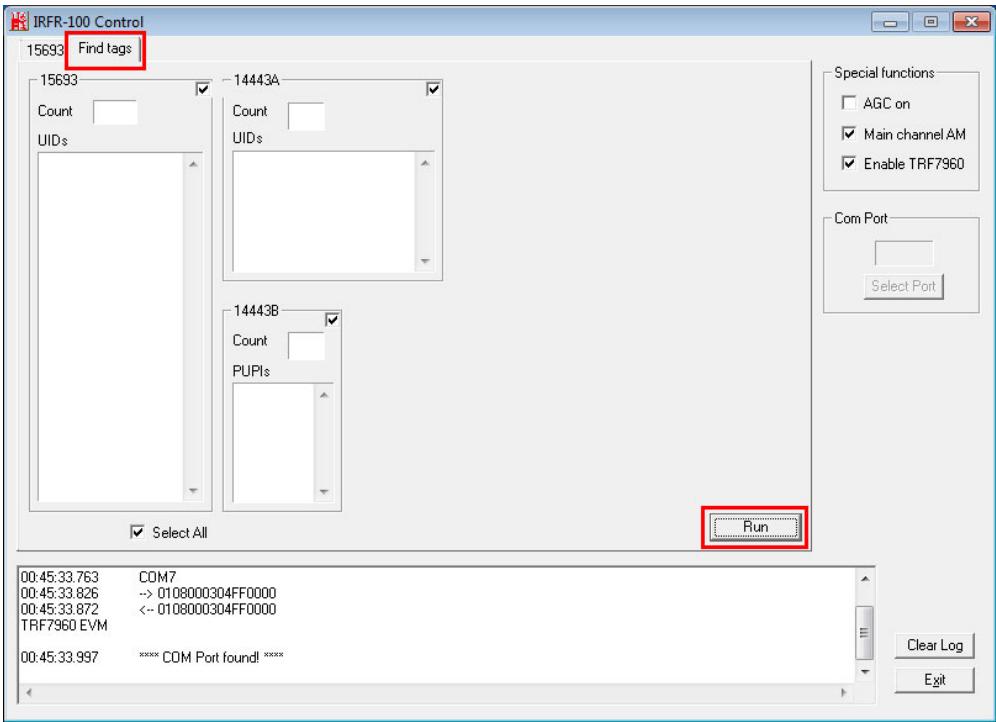 IRFR-100 Control
15693 Find tags
15693
Count
UIDs
14443A
Count
UIDs
14443B
Count
PUPIs
Select All
Run
Special functions
AGC on
Main channel AM
Enable TRF7960
Com Port
Select Port
00:45:33.763 COM7
00:45:33.826 --> 0108000304FF0000
00:45:33.872 <-- 0108000304FF0000
TRF7960 EVM
00:45:33.997 **** COM Port found! ****
Clear Log
Exit